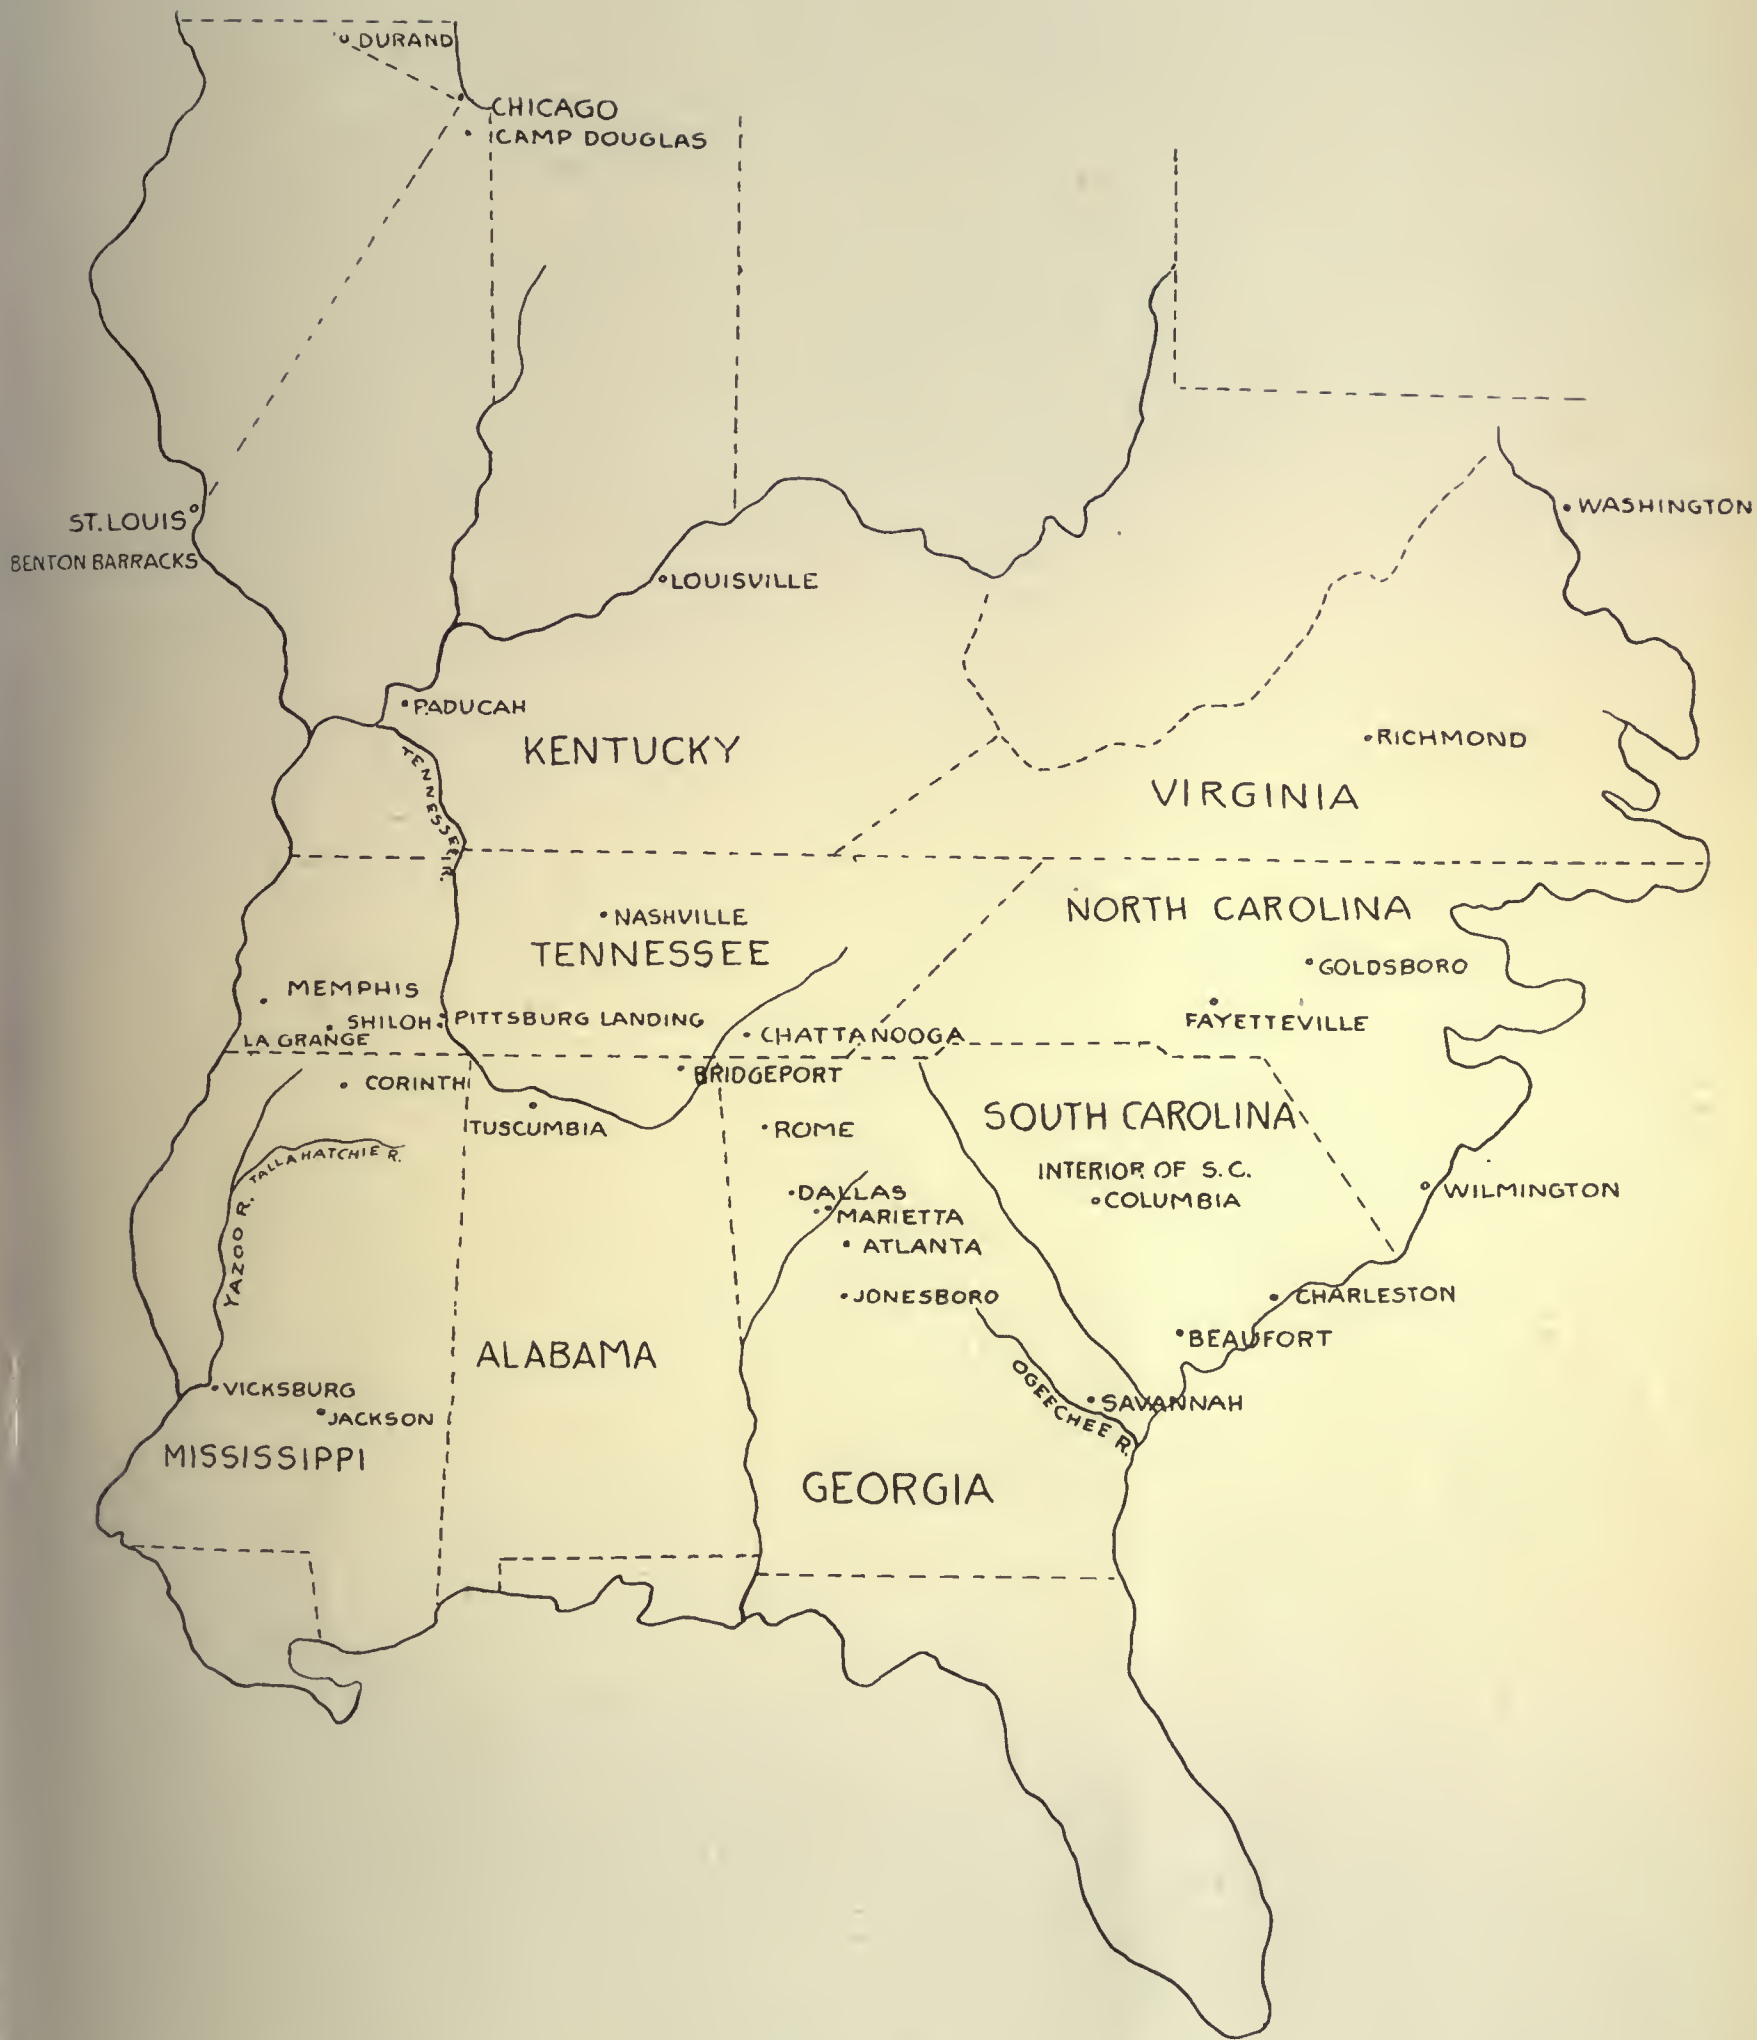 DURAND
CHICAGO
CAMP DOUGLAS
WASHINGTON
ST. LOUIS
BENTON BARRACKS
LOUISVILLE
PADUCAH
TENNESSEE R.
KENTUCKY
RICHMOND
VIRGINIA
NASHVILLE
TENNESSEE
NORTH CAROLINA
GOLDSBORO
MEMPHIS
SHILOH
PITTSBURG LANDING
FAYETTEVILLE
LA GRANGE
CHATTANOOGA
CORINTH
BRIDGEPORT
TUSCUMBIA
ROME
SOUTH CAROLINA
TALLAHATCHIE R.
INTERIOR OF S.C.
COLUMBIA
WILMINGTON
YAZOO R.
DALLAS
MARIETTA
ATLANTA
JONESBORO
CHARLESTON
BEAUFORT
ALABAMA
VICKSBURG
JACKSON
OGEECHEE R.
SAVANNAH
MISSISSIPPI
GEORGIA